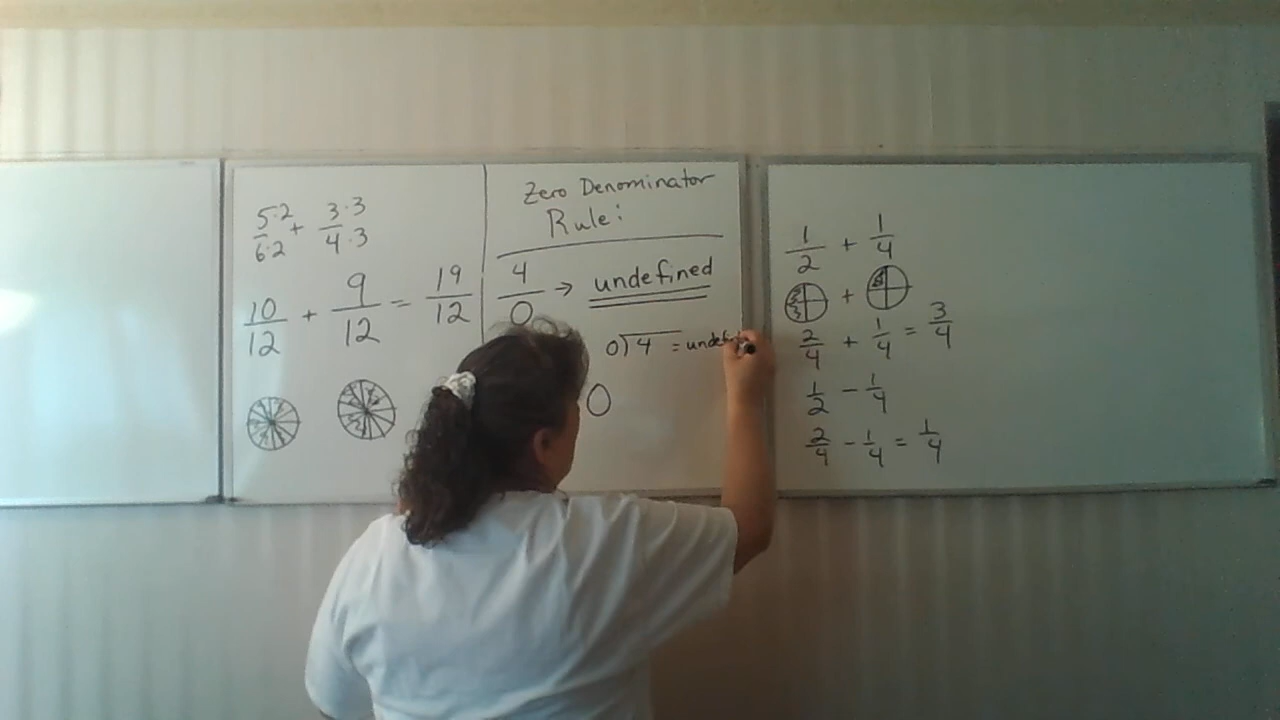 5·2/6·2 + 3·3/4·3
10/12 + 9/12 = 19/12
Zero Denominator
Rule:
4/0 → undefined
0)4 = undefi
0
1/2 + 1/4
+
2/4 + 1/4 = 3/4
1/2 - 1/4
2/4 - 1/4 = 1/4